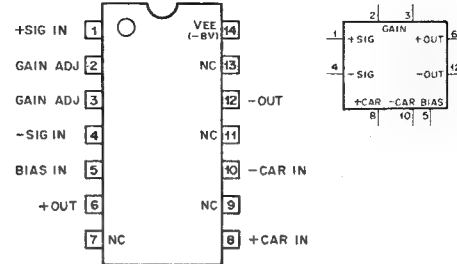 +SIG IN 1
GAIN ADJ 2
GAIN ADJ 3
-SIG IN 4
BIAS IN 5
+OUT 6
7 NC
VEE 14
(-8V)
NC 13
12 -OUT
NC 11
10 -CAR IN
NC 9
8 +CAR IN
2 3
GAIN
1 +SIG +OUT 6
4 -SIG -OUT 12
+CAR -CAR BIAS
8 10 5